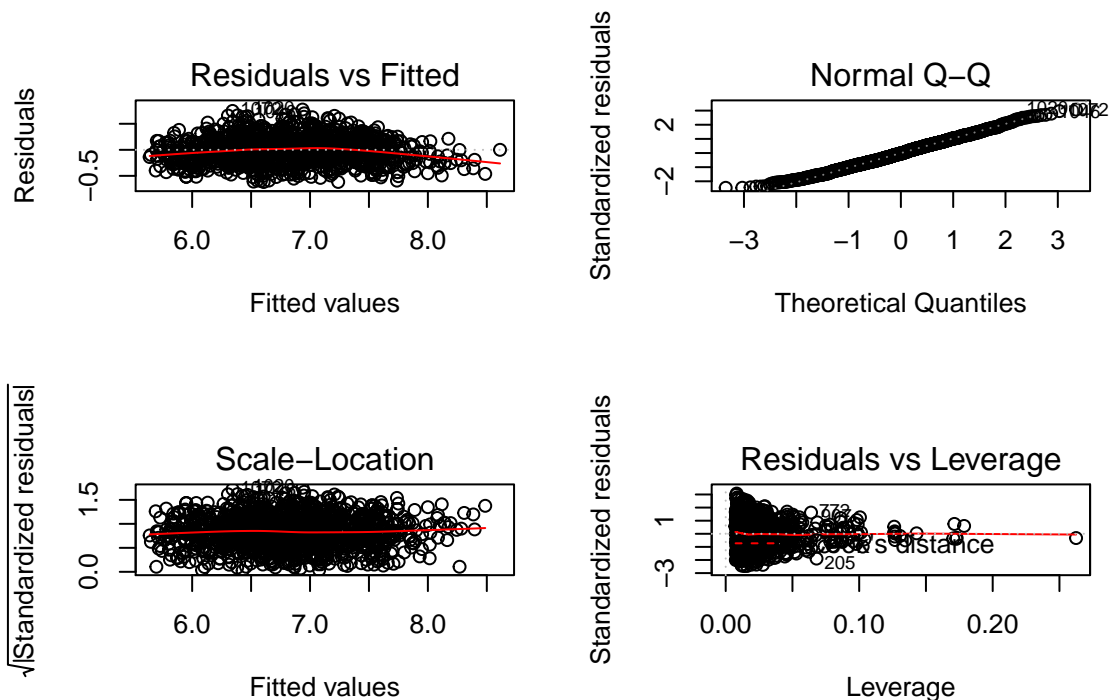 Residuals vs Fitted
Residuals
−0.5
6.0 7.0 8.0
Fitted values
Normal Q−Q
Standardized residuals
−2 2
−3 −1 0 1 2 3
Theoretical Quantiles
Scale−Location
√|Standardized residuals|
0.0 1.5
6.0 7.0 8.0
Fitted values
Residuals vs Leverage
Standardized residuals
−3 1
772
distance
205
0.00 0.10 0.20
Leverage